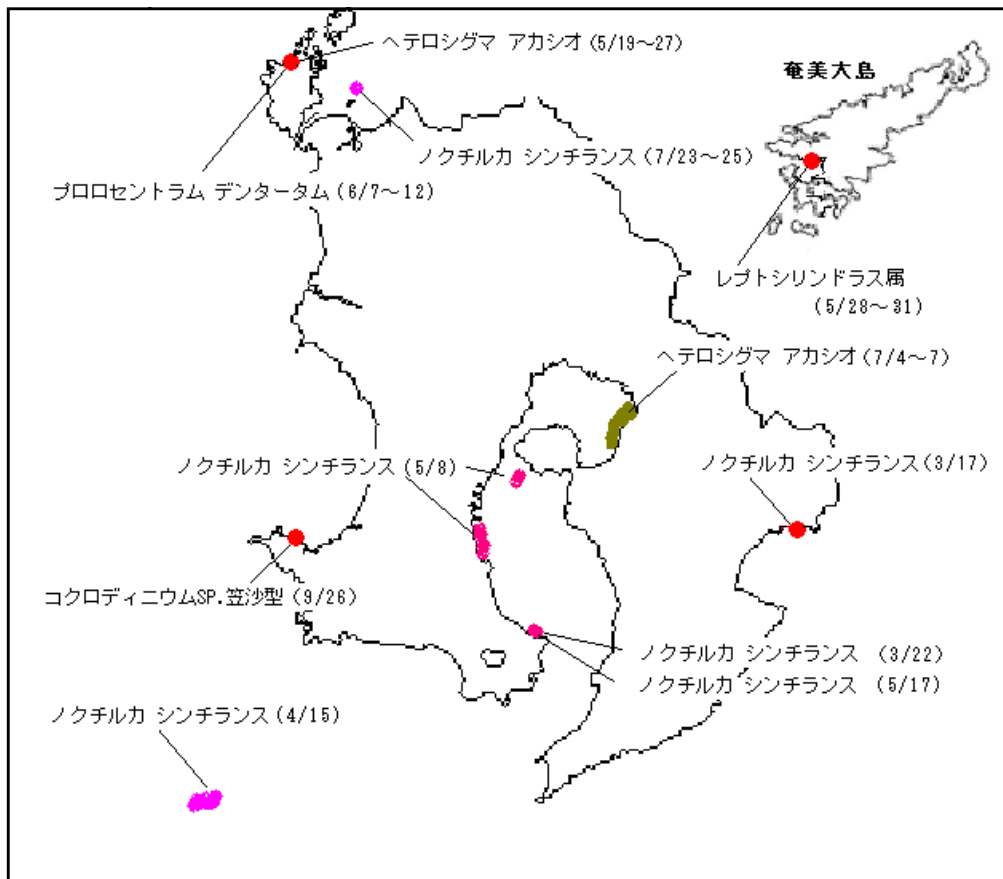 ヘテロシグマ アカシオ (5/19～27)
奄美大島
ノクチルカ シンチランス (7/23～25)
プロロセントラム デンタータム (6/7～12)
レプトシリンドラス属
(5/28～31)
ヘテロシグマ アカシオ (7/4～7)
ノクチルカ シンチランス (5/8)
ノクチルカ シンチランス (3/17)
コクロディニウムSP.笠沙型 (9/26)
ノクチルカ シンチランス (3/22)
ノクチルカ シンチランス (5/17)
ノクチルカ シンチランス (4/15)